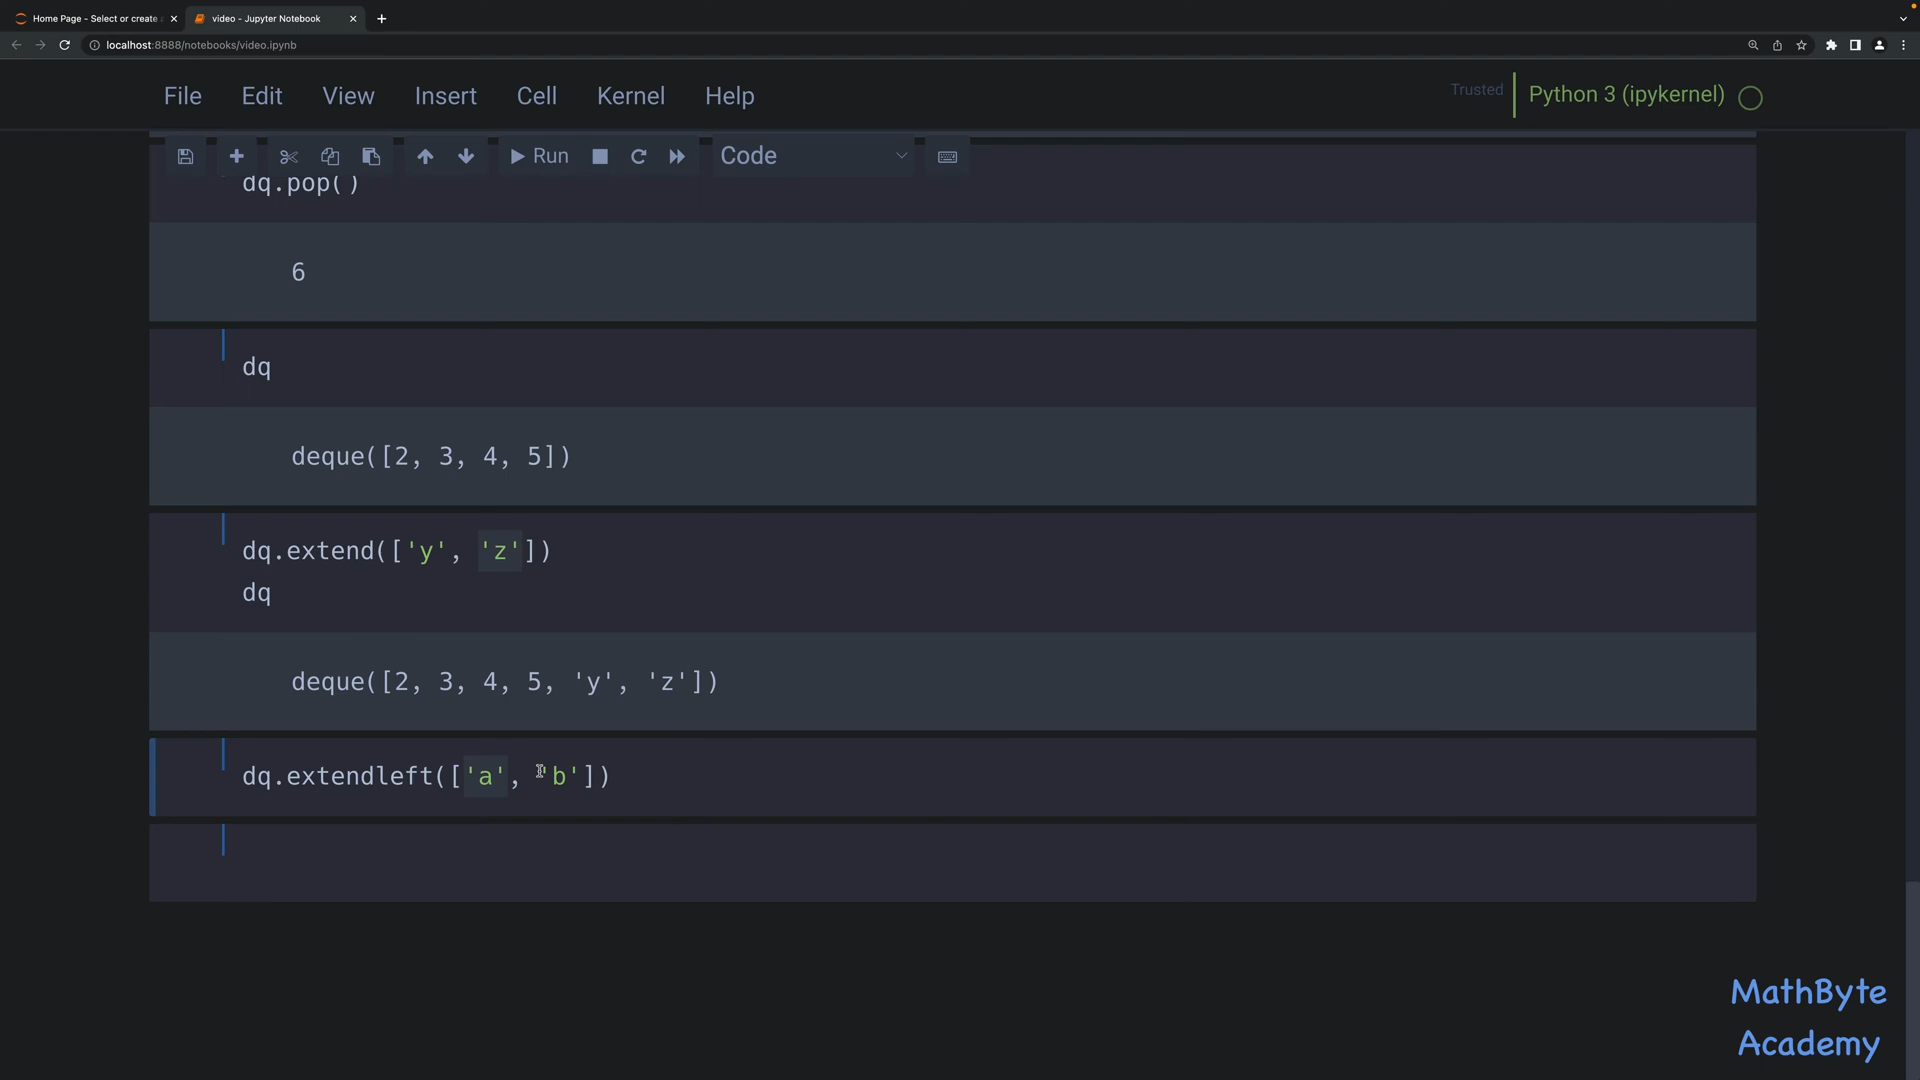 Home Page - Select or create
video - Jupyter Notebook
localhost:8888/notebooks/video.ipynb
File Edit View Insert Cell Kernel Help
Trusted
Python 3 (ipykernel)
Run
Code
dq.pop()
6
dq
deque([2, 3, 4, 5])
dq.extend(['y', 'z'])
dq
deque([2, 3, 4, 5, 'y', 'z'])
dq.extendleft(['a', 'b'])
MathByte
Academy